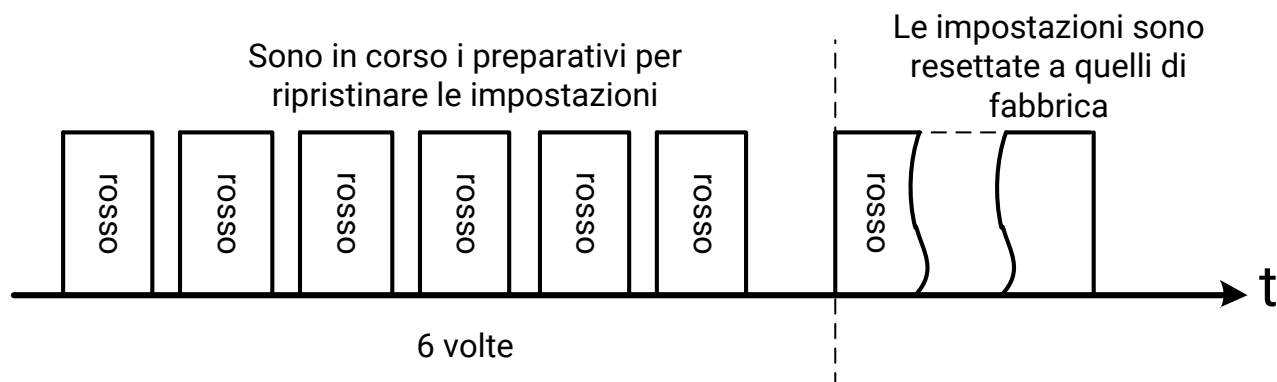 Sono in corso i preparativi per
ripristinare le impostazioni
Le impostazioni sono
resettate a quelli di
fabbrica
rosso
rosso
rosso
rosso
rosso
rosso
rosso
t
6 volte